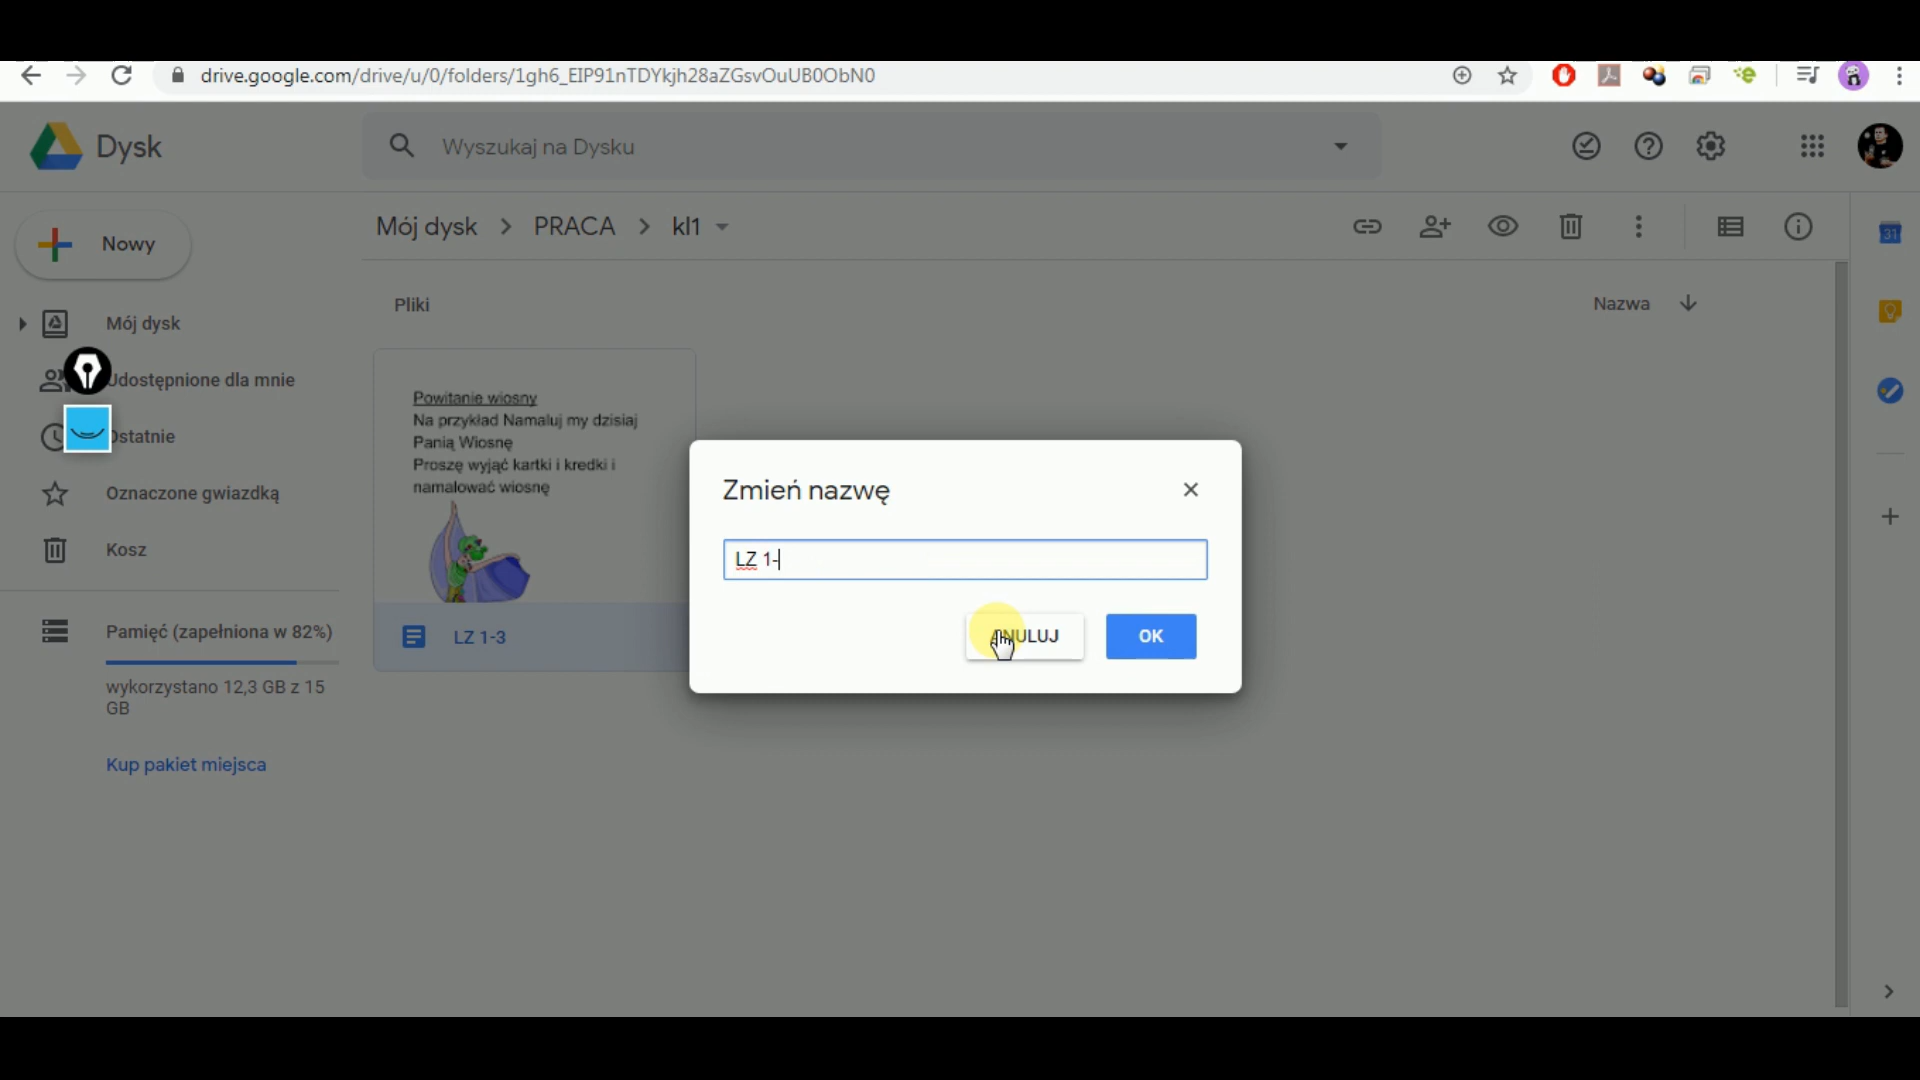 drive.google.com/drive/u/0/folders/1gh6_EIP91nTDYkjh28aZGsvOuUB0ObN0
Dysk
Wyszukaj na Dysku
Nowy
Mój dysk > PRACA > kl1
31
Mój dysk
Udostępnione dla mnie
Ostatnie
Oznaczone gwiazdką
Kosz
Pamięć (zapełniona w 82%)
wykorzystano 12,3 GB z 15
GB
Kup pakiet miejsca
Pliki
Nazwa
Powitanie wiosny
Na przykład Namaluj my dzisiaj
Panią Wiosnę
Proszę wyjąć kartki i kredki i
namalować wiosnę
LZ 1-3
Zmień nazwę
LZ 1-
ANULUJ
OK